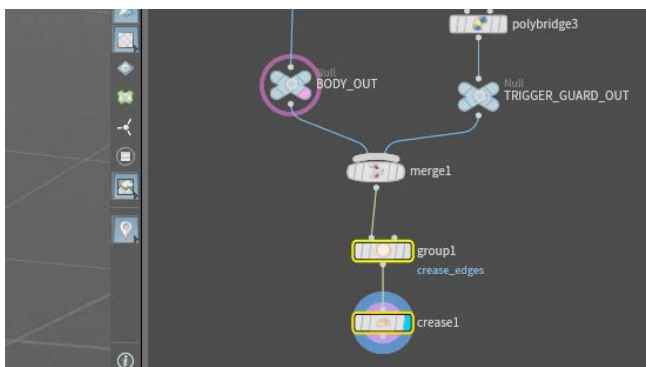 polybridge3
Null
BODY_OUT
Null
TRIGGER_GUARD_OUT
merge1
group1
crease_edges
crease1